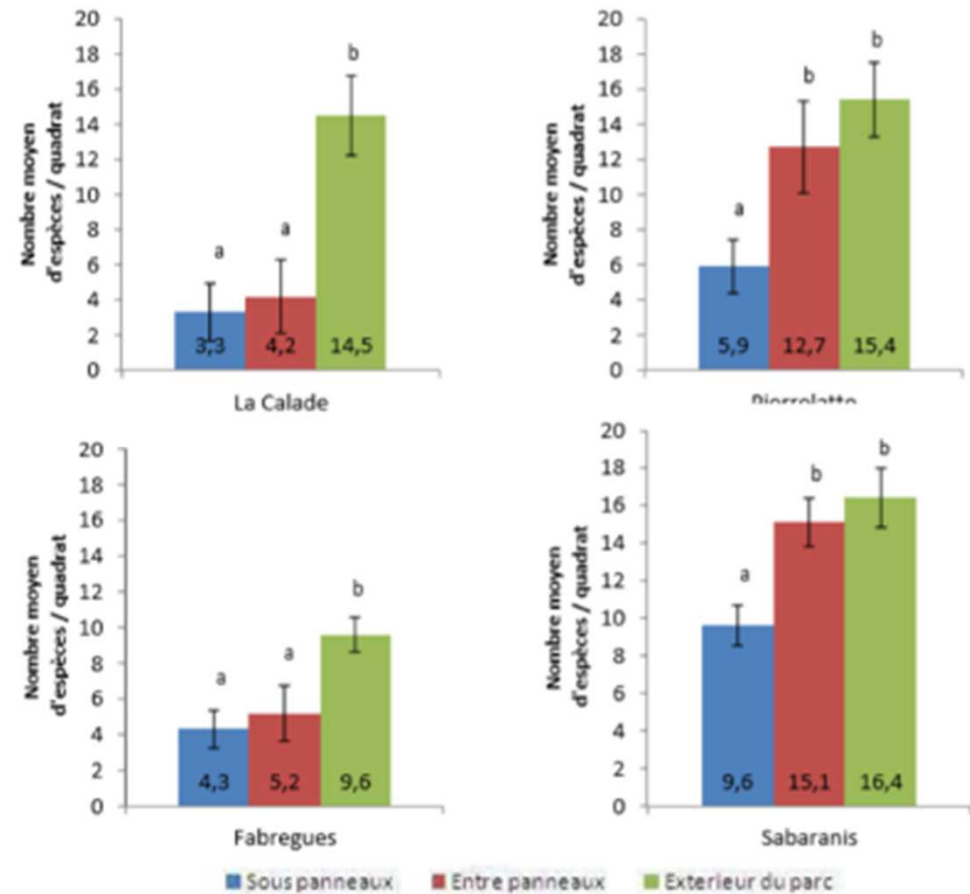 Nombre moyen
d'espèces / quadrat
20
18
16
14
12
10
8
6
4
2
0
a
a
b
3,3
4,2
14,5
La Calade
Nombre moyen
d'espèces / quadrat
20
18
16
14
12
10
8
6
4
2
0
a
b
b
5,9
12,7
15,4
Pierrelatte
Nombre moyen
d'espèces / quadrat
20
18
16
14
12
10
8
6
4
2
0
a
a
b
4,3
5,2
9,6
Fabregues
Nombre moyen
d'espèces / quadrat
20
18
16
14
12
10
8
6
4
2
0
a
b
b
9,6
15,1
16,4
Sabaranis
Sous panneaux Entre panneaux Exterieur du parc